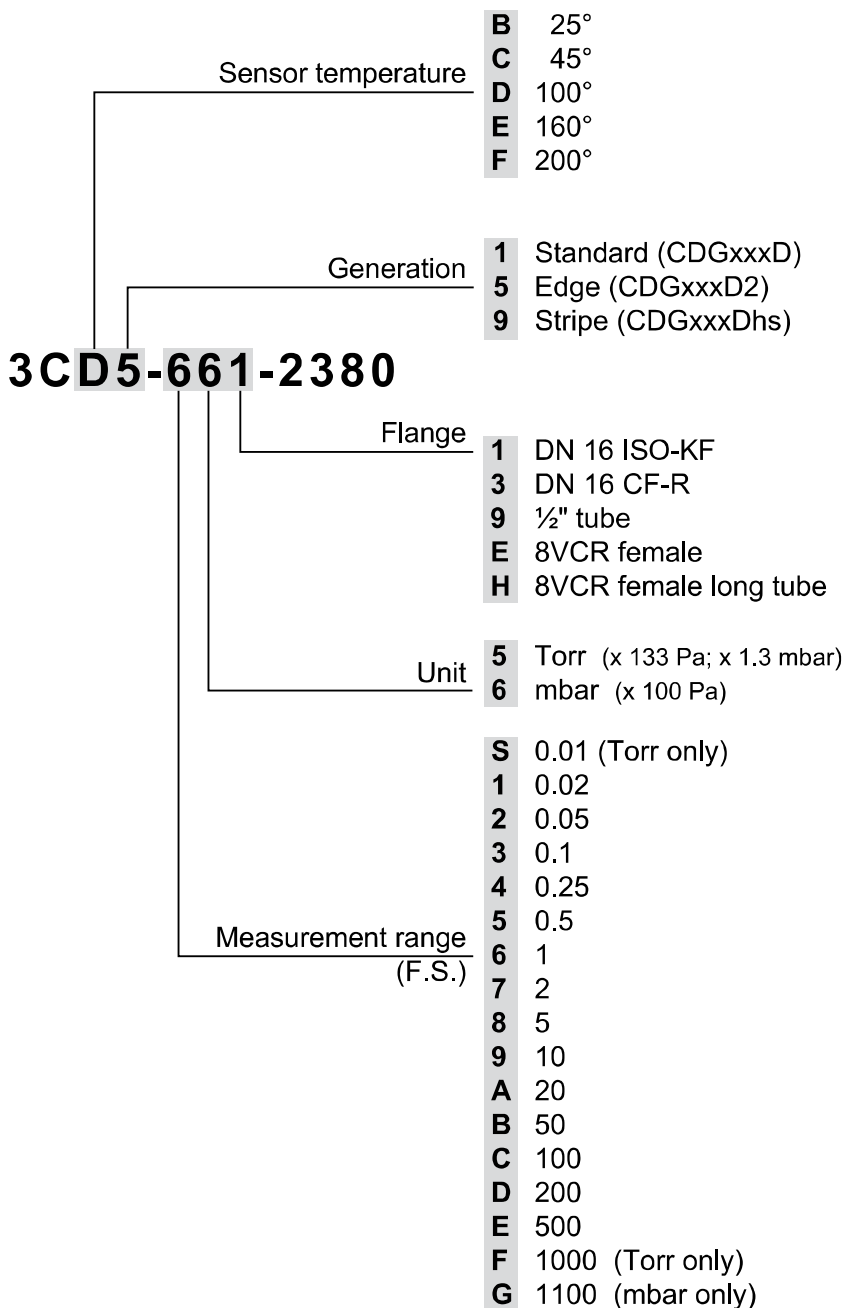 B 25°
C 45°
Sensor temperature
D 100°
E 160°
F 200°
1 Standard (CDGxxxD)
Generation
5 Edge (CDGxxxD2)
9 Stripe (CDGxxxDhs)
3CD5-661-2380
Flange
1 DN 16 ISO-KF
3 DN 16 CF-R
9 ½" tube
E 8VCR female
H 8VCR female long tube
Unit
5 Torr (x 133 Pa; x 1.3 mbar)
6 mbar (x 100 Pa)
S 0.01 (Torr only)
1 0.02
2 0.05
3 0.1
4 0.25
5 0.5
Measurement range
(F.S.)
6 1
7 2
8 5
9 10
A 20
B 50
C 100
D 200
E 500
F 1000 (Torr only)
G 1100 (mbar only)